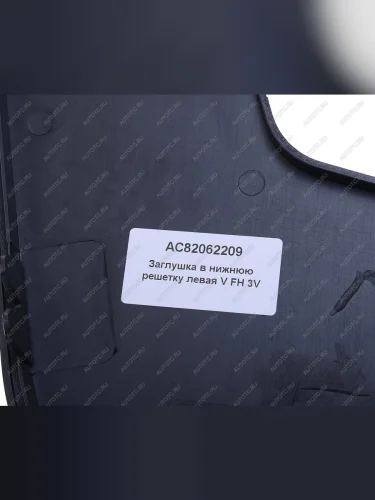 AC82062209
Заглушка в нижнюю
решетку левая V FH 3V